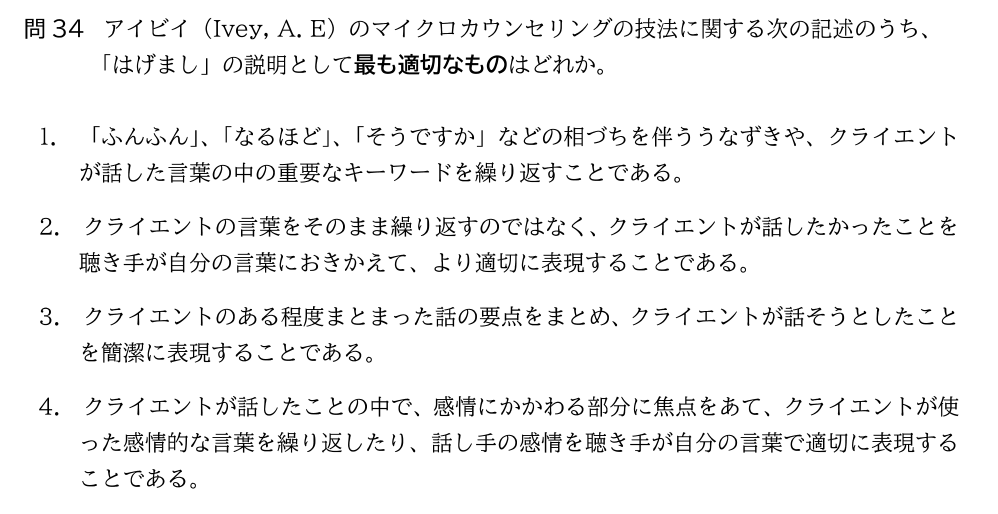 問34 アイビイ（Ivey, A. E）のマイクロカウンセリングの技法に関する次の記述のうち、
「はげまし」の説明として最も適切なものはどれか。
1. 「ふんふん」、「なるほど」、「そうですか」などの相づちを伴ううなずきや、クライエント
が話した言葉の中の重要なキーワードを繰り返すことである。
2. クライエントの言葉をそのまま繰り返すのではなく、クライエントが話したかったことを
聴き手が自分の言葉におきかえて、より適切に表現することである。
3. クライエントのある程度まとまった話の要点をまとめ、クライエントが話そうとしたこと
を簡潔に表現することである。
4. クライエントが話したことの中で、感情にかかわる部分に焦点をあて、クライエントが使
った感情的な言葉を繰り返したり、話し手の感情を聴き手が自分の言葉で適切に表現する
ことである。